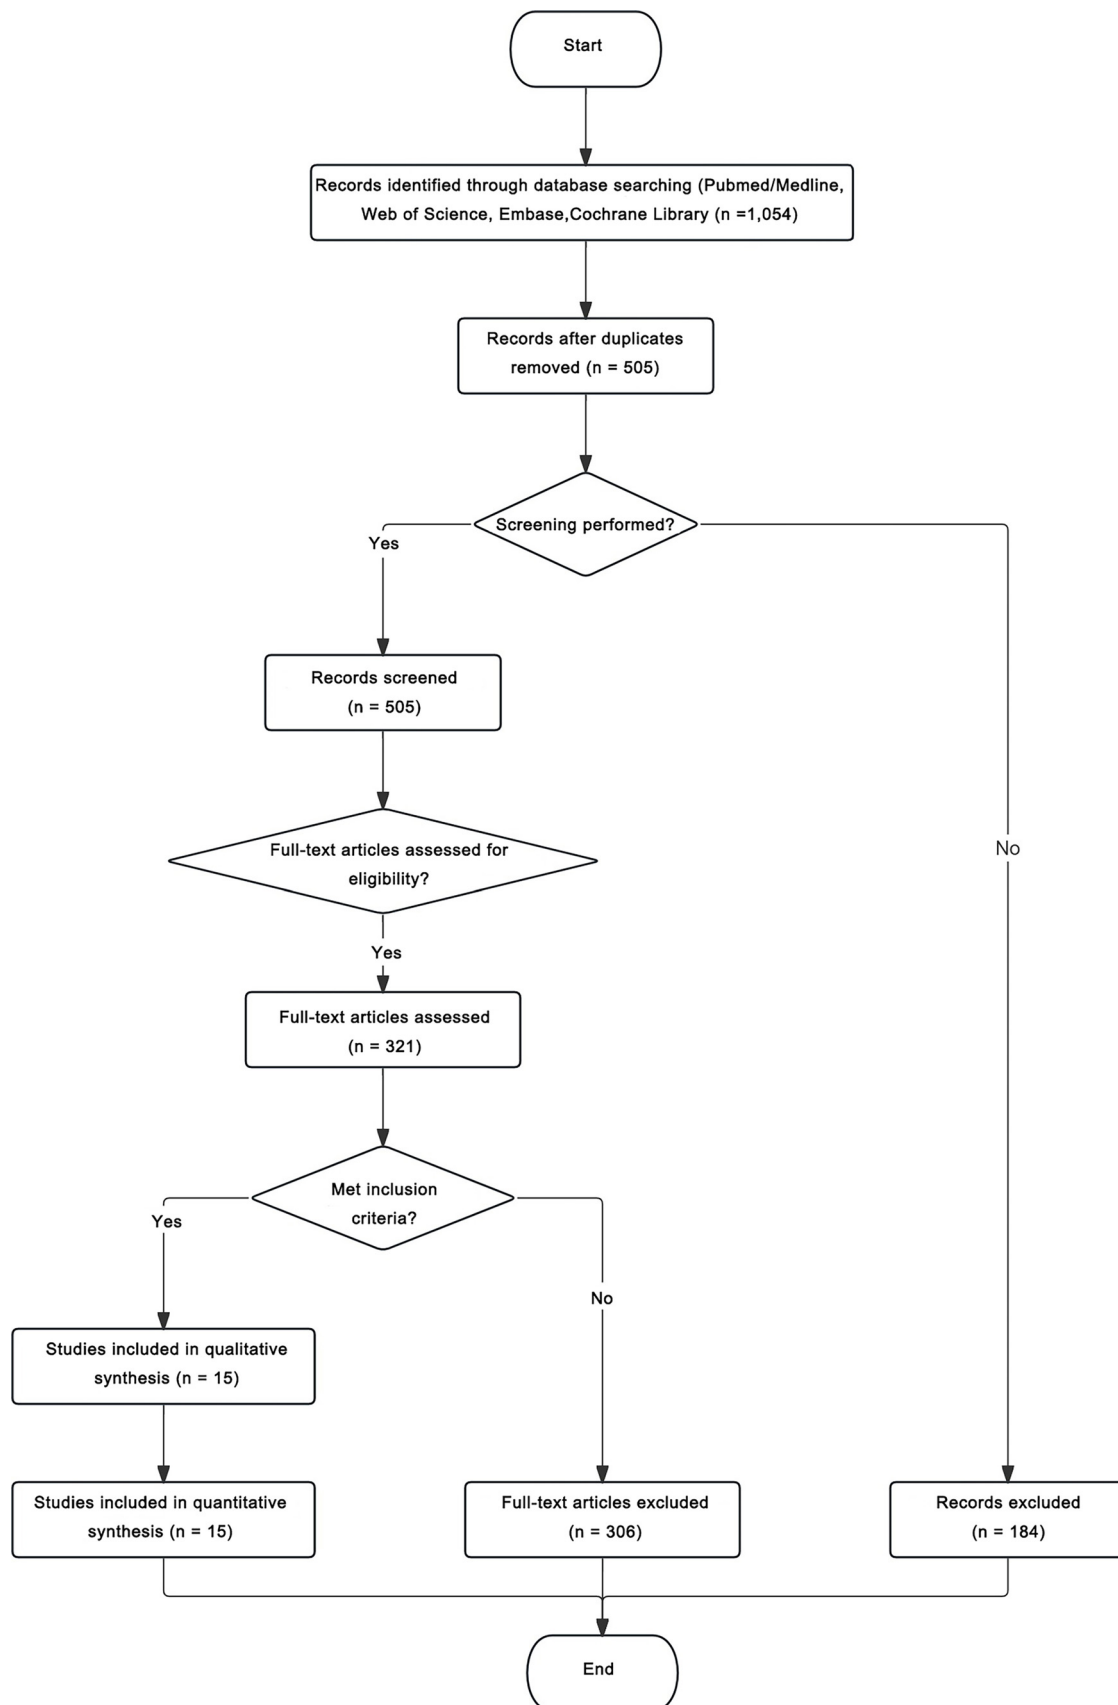 Start
Records identified through database searching (Pubmed/Medline,
Web of Science, Embase,Cochrane Library (n =1,054)
Records after duplicates
removed (n = 505)
Screening performed?
Yes
Records screened
(n = 505)
Full-text articles assessed for
eligibility?
No
Yes
Full-text articles assessed
(n = 321)
Met inclusion
criteria?
Yes
No
Studies included in qualitative
synthesis (n = 15)
Studies included in quantitative
synthesis (n = 15)
Full-text articles excluded
(n = 306)
Records excluded
(n = 184)
End